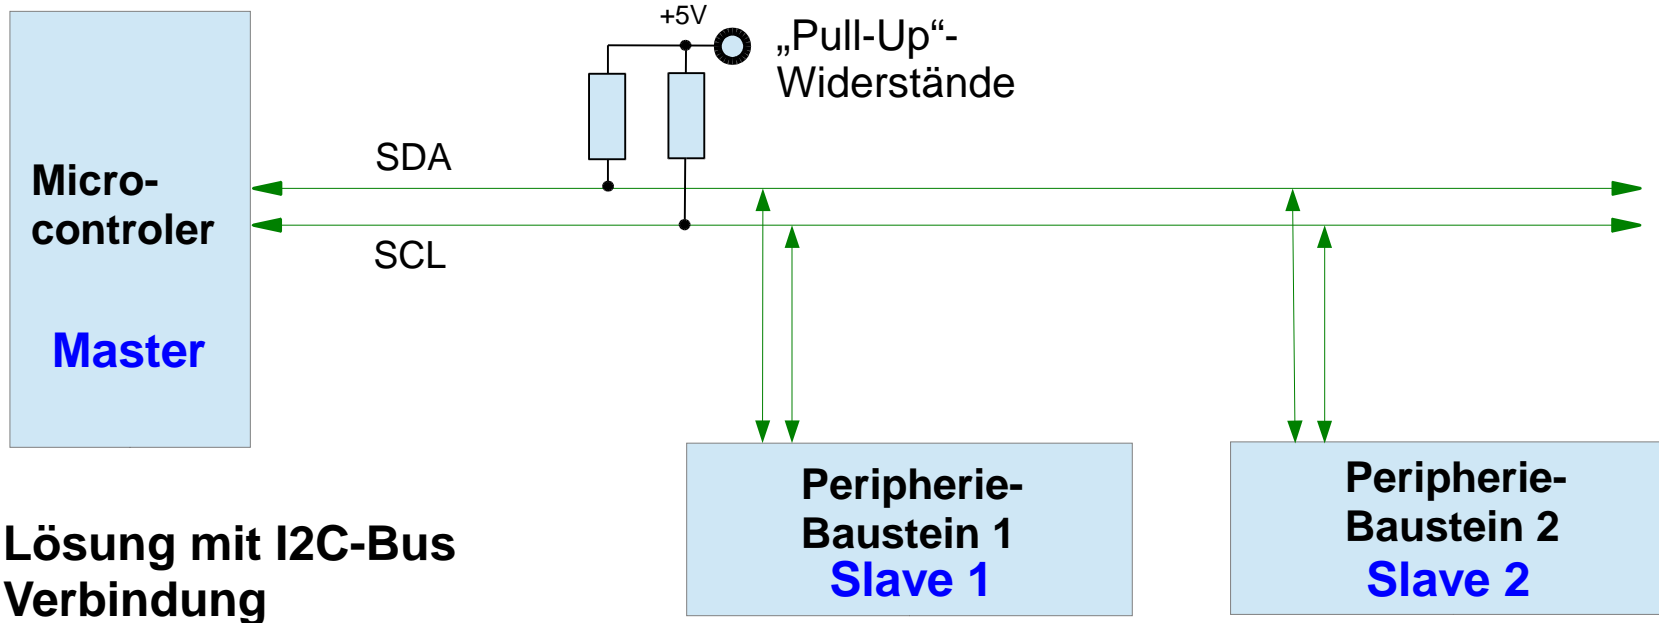 +5V
„Pull-Up“-
Widerstände
SDA
Micro-
controler
SCL
Master
Peripherie-
Baustein 1
Slave 1
Peripherie-
Baustein 2
Slave 2
Lösung mit I2C-Bus
Verbindung